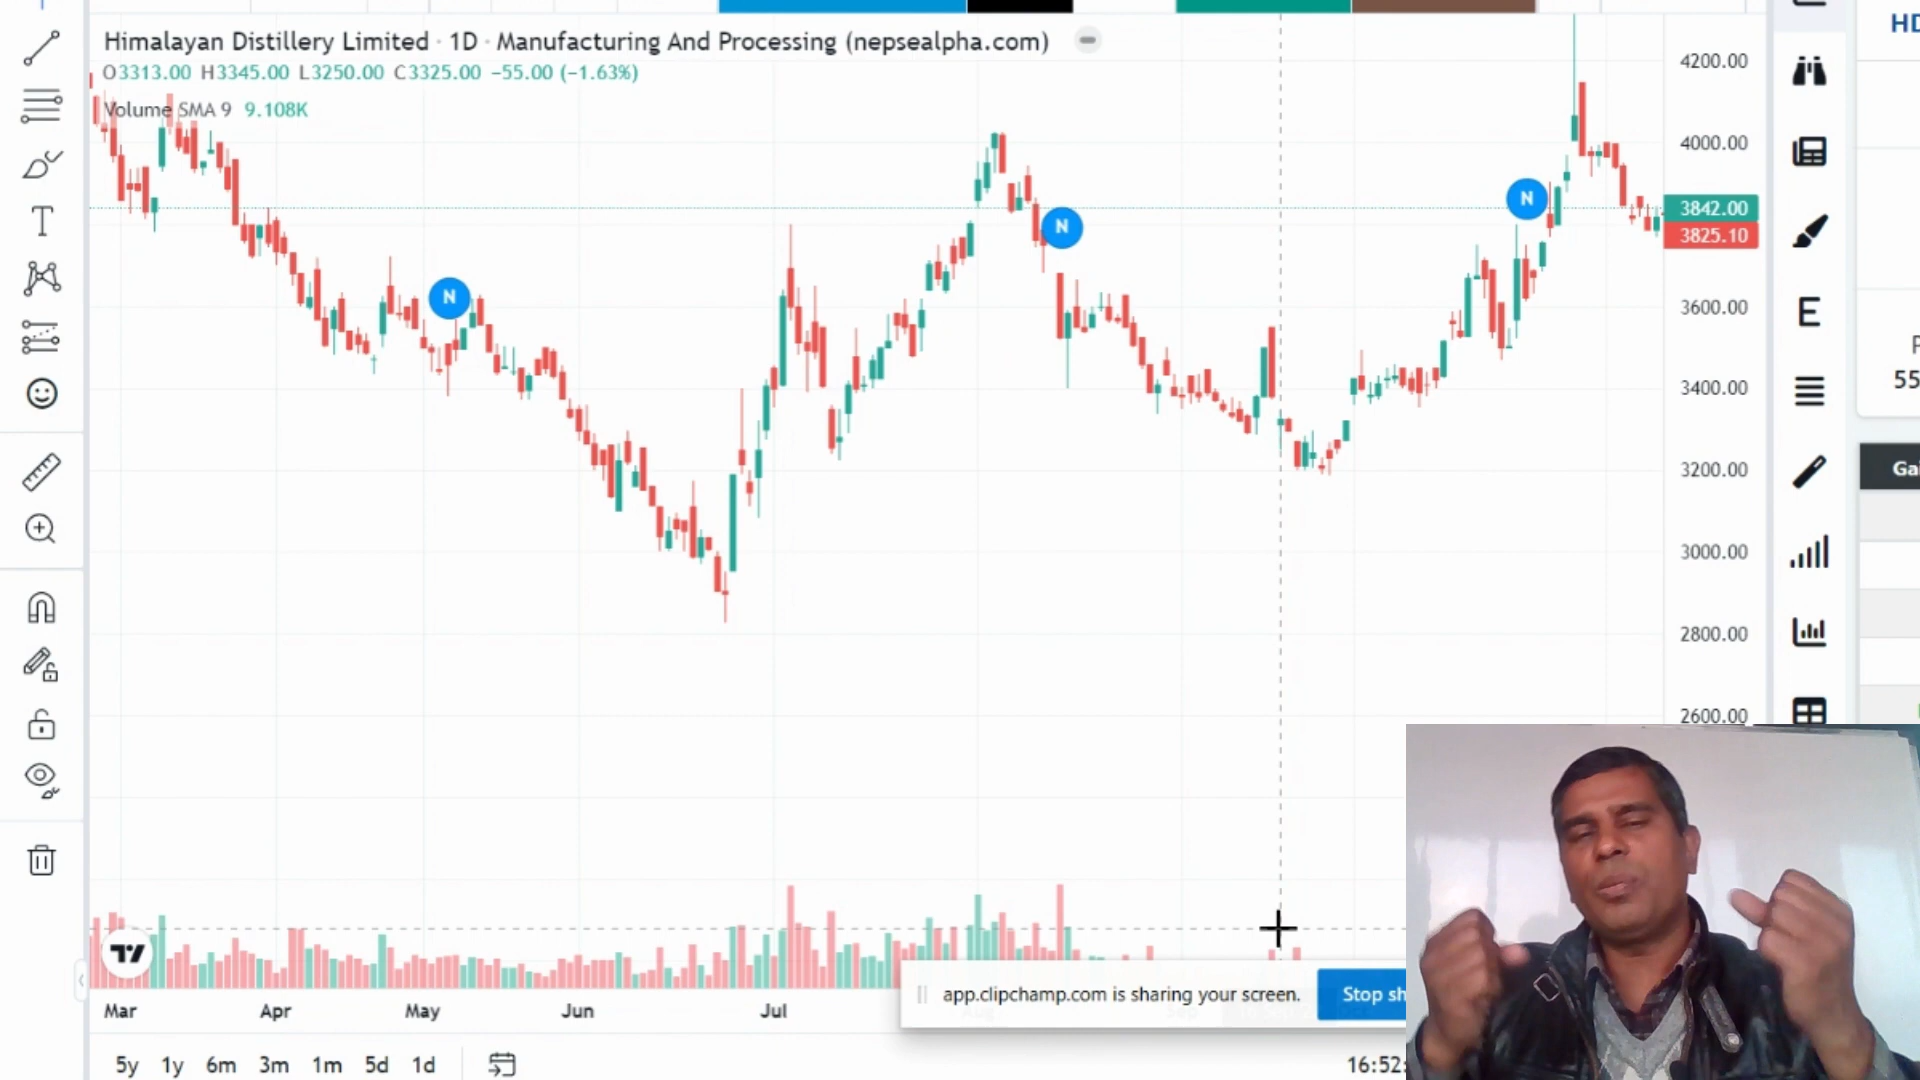 Himalayan Distillery Limited · 1D · Manufacturing And Processing (nepsealpha.com)
O3313.00 H3345.00 L3250.00 C3325.00 −55.00 (−1.63%)
Volume SMA 9 9.108K
HD
4200.00
4000.00
3842.00
3825.10
3600.00
3400.00
3200.00
3000.00
2800.00
2600.00
N
N
N
T
E
55
Ga
app.clipchamp.com is sharing your screen.
Stop sh
Mar Apr May Jun Jul
5y 1y 6m 3m 1m 5d 1d
16:52: